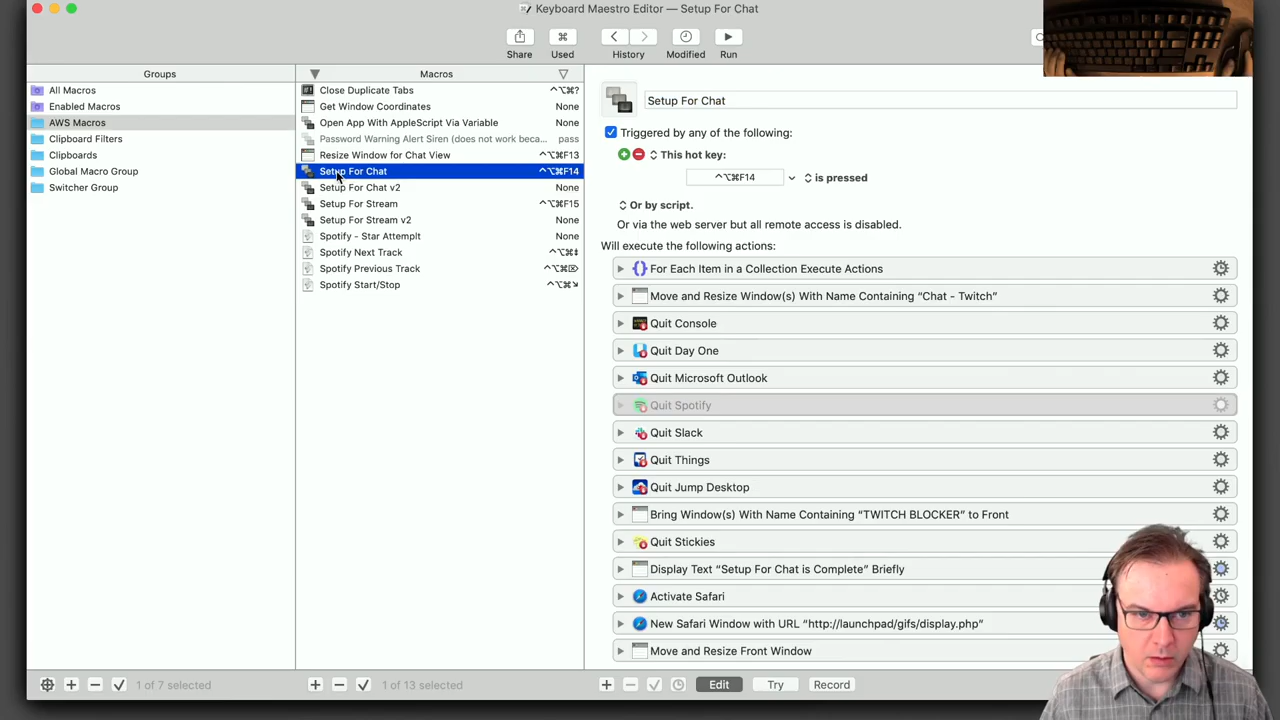 Keyboard Maestro Editor — Setup For Chat
Share
Used
History
Modified
Run
Groups
All Macros
Enabled Macros
AWS Macros
Clipboard Filters
Clipboards
Global Macro Group
Switcher Group
Macros
Close Duplicate Tabs ^⌥⌘?
Get Window Coordinates None
Open App With AppleScript Via Variable None
Password Warning Alert Siren (does not work beca... pass
Resize Window for Chat View ^⌥⌘F13
Setup For Chat ^⌥⌘F14
Setup For Chat v2 None
Setup For Stream ^⌥⌘F15
Setup For Stream v2 None
Spotify - Star Attempt None
Spotify Next Track ^⌥⌘⇟
Spotify Previous Track ^⌥⌘⌦
Spotify Start/Stop ^⌥⌘↘
Setup For Chat
Triggered by any of the following:
This hot key:
^⌥⌘F14 is pressed
Or by script.
Or via the web server but all remote access is disabled.
Will execute the following actions:
For Each Item in a Collection Execute Actions
Move and Resize Window(s) With Name Containing “Chat - Twitch”
Quit Console
Quit Day One
Quit Microsoft Outlook
Quit Spotify
Quit Slack
Quit Things
Quit Jump Desktop
Bring Window(s) With Name Containing “TWITCH BLOCKER” to Front
Quit Stickies
Display Text “Setup For Chat is Complete” Briefly
Activate Safari
New Safari Window with URL “http://launchpad/gifs/display.php”
Move and Resize Front Window
1 of 7 selected
1 of 13 selected
Edit
Try
Record